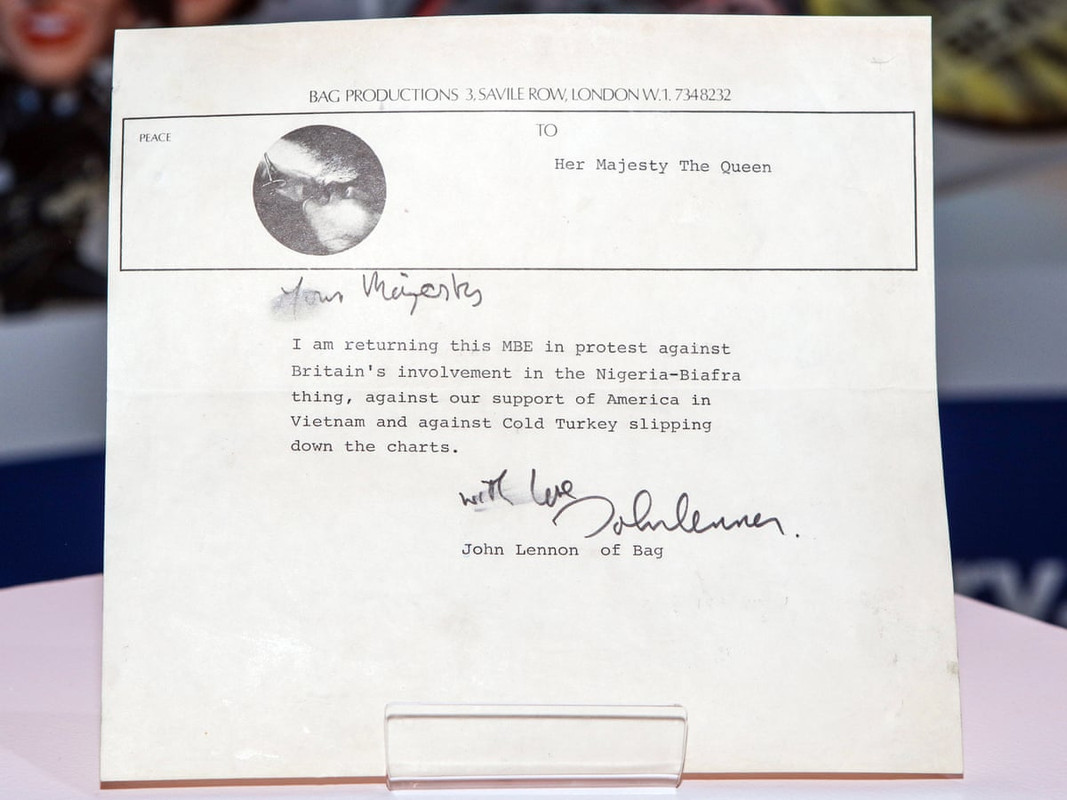 BAG PRODUCTIONS 3, SAVILE ROW, LONDON W.1. 734 8232
PEACE
TO
Her Majesty The Queen
Your Majesty
I am returning this MBE in protest against
Britain's involvement in the Nigeria-Biafra
thing, against our support of America in
Vietnam and against Cold Turkey slipping
down the charts.
with love
John Lennon.
John Lennon of Bag